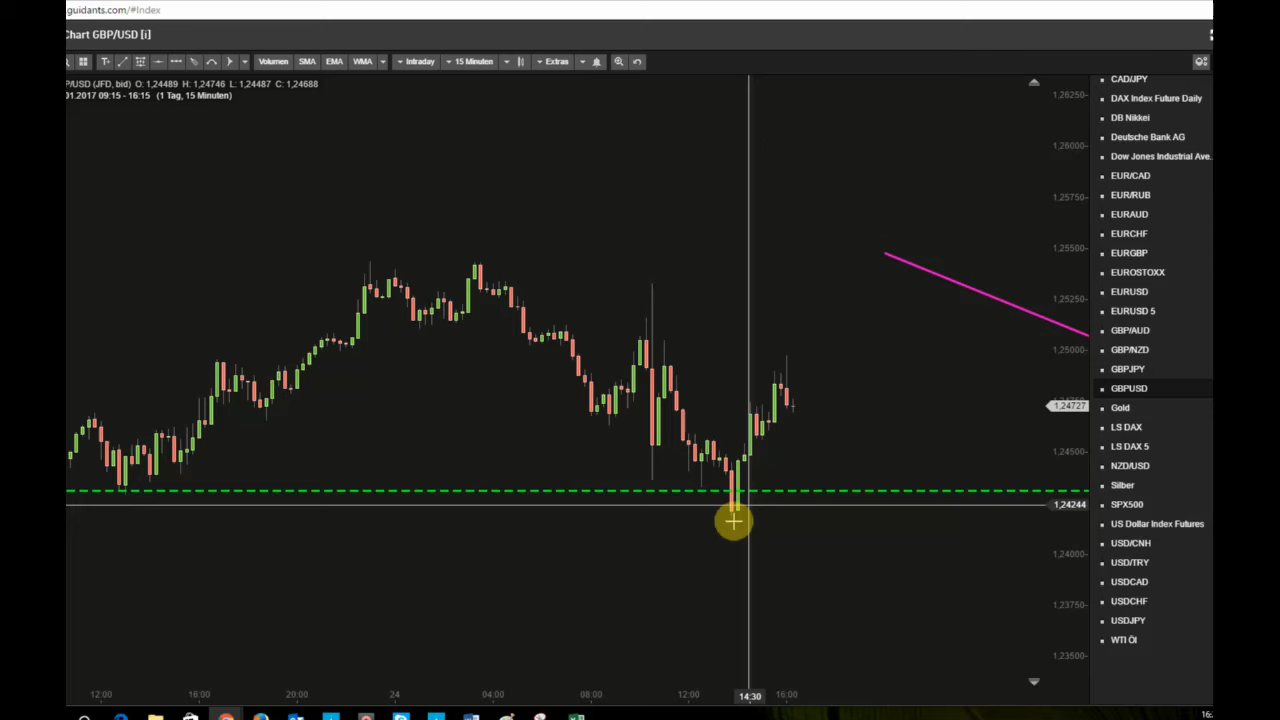 guidants.com/#Index
Chart GBP/USD [i]
Volumen SMA EMA WMA Intraday 15 Minuten Extras
P/USD (JFD, bid) O: 1,24489 H: 1,24746 L: 1,24487 C: 1,24688
01.2017 09:15 - 16:15 (1 Tag, 15 Minuten)
1,26250
1,26000
1,25750
1,25500
1,25250
1,25000
1,24727
1,24500
1,24244
1,24000
1,23750
1,23500
CAD/JPY
DAX Index Future Daily
DB Nikkei
Deutsche Bank AG
Dow Jones Industrial Ave..
EUR/CAD
EUR/RUB
EURAUD
EURCHF
EURGBP
EUROSTOXX
EURUSD
EURUSD 5
GBP/AUD
GBP/NZD
GBPJPY
GBPUSD
Gold
LS DAX
LS DAX 5
NZD/USD
Silber
SPX500
US Dollar Index Futures
USD/CNH
USD/TRY
USDCAD
USDCHF
USDJPY
WTI Öl
12:00 16:00 20:00 24 04:00 08:00 12:00 14:30 16:00
16: